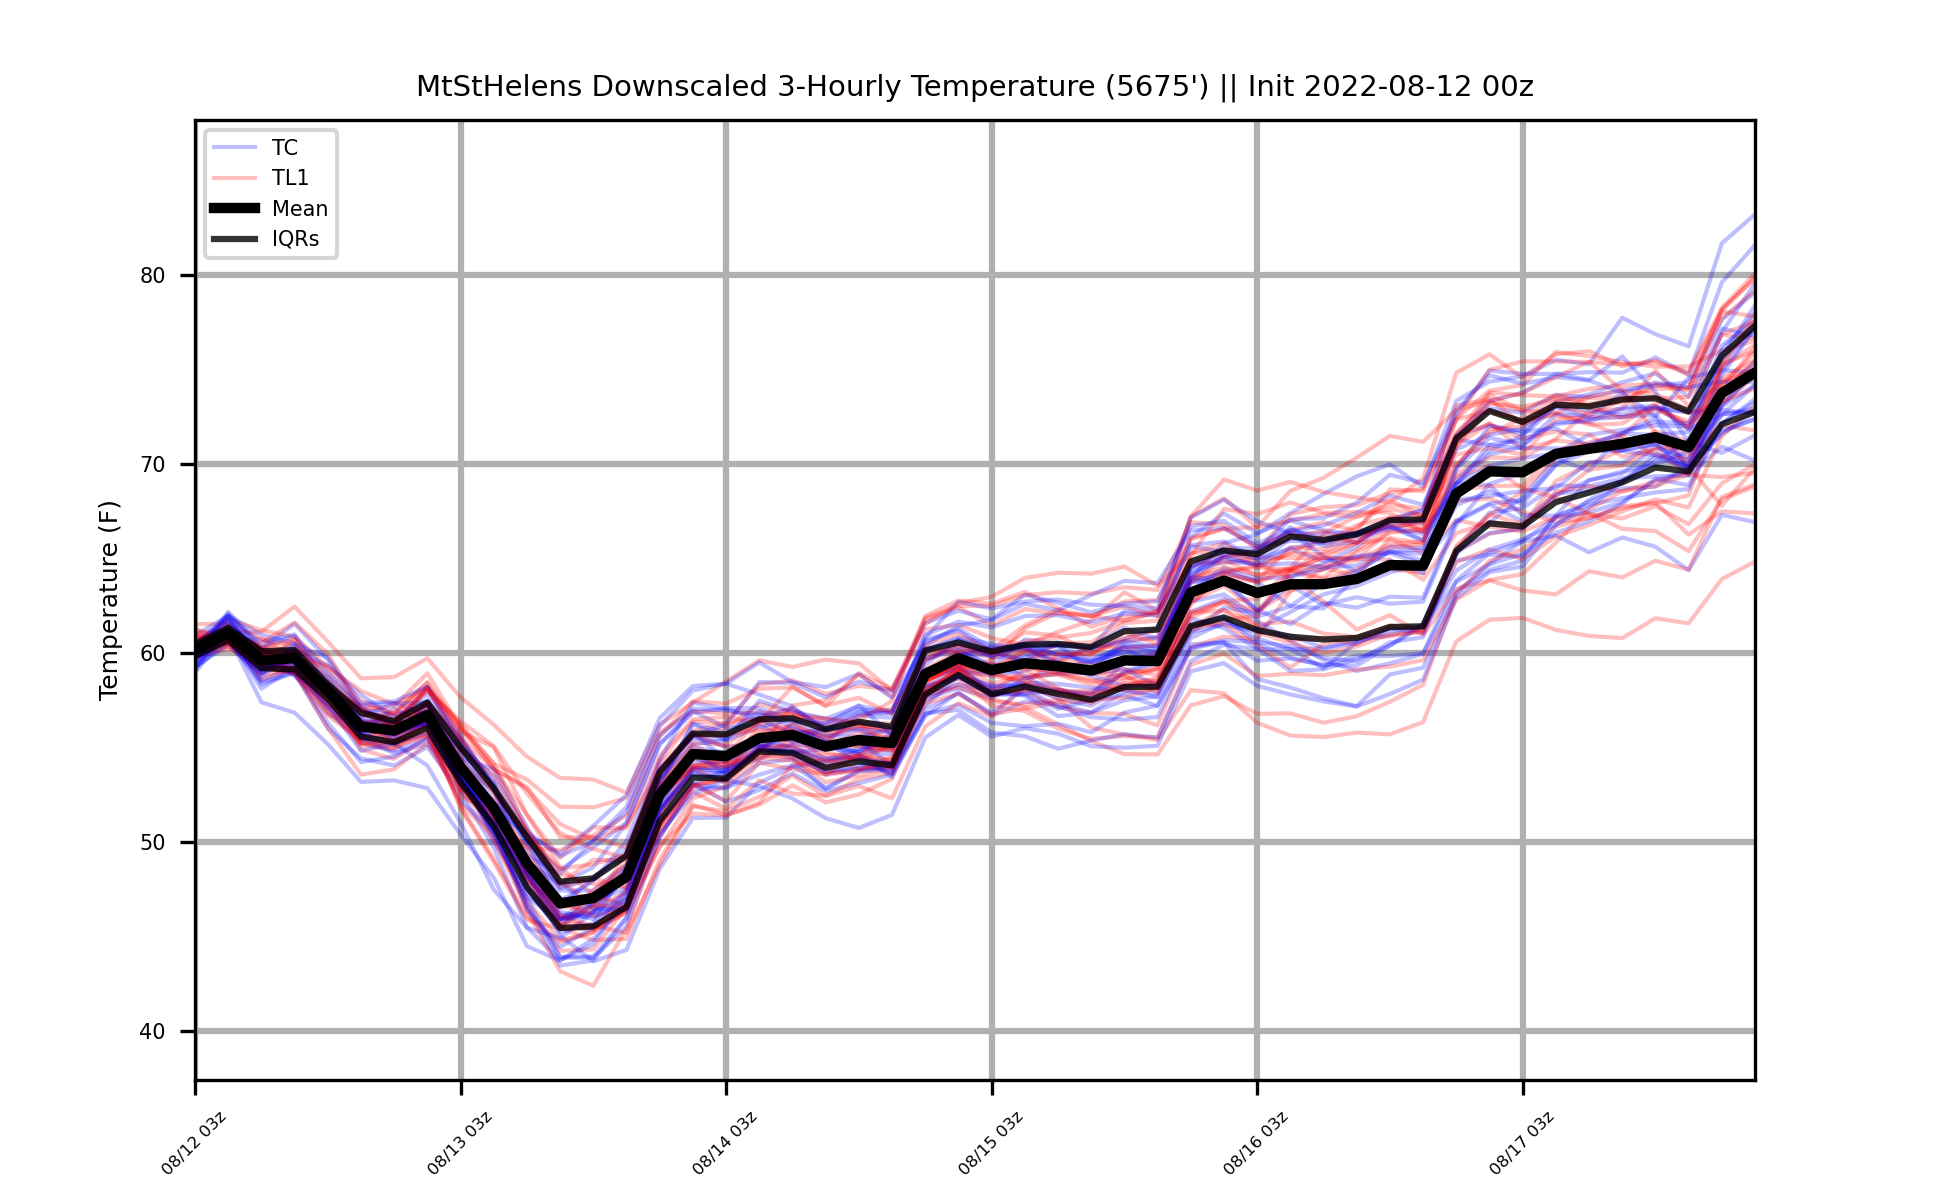 MtStHelens Downscaled 3-Hourly Temperature (5675') || Init 2022-08-12 00z
TC
TL1
Mean
IQRs
Temperature (F)
80
70
60
50
40
08/12 03z
08/13 03z
08/14 03z
08/15 03z
08/16 03z
08/17 03z